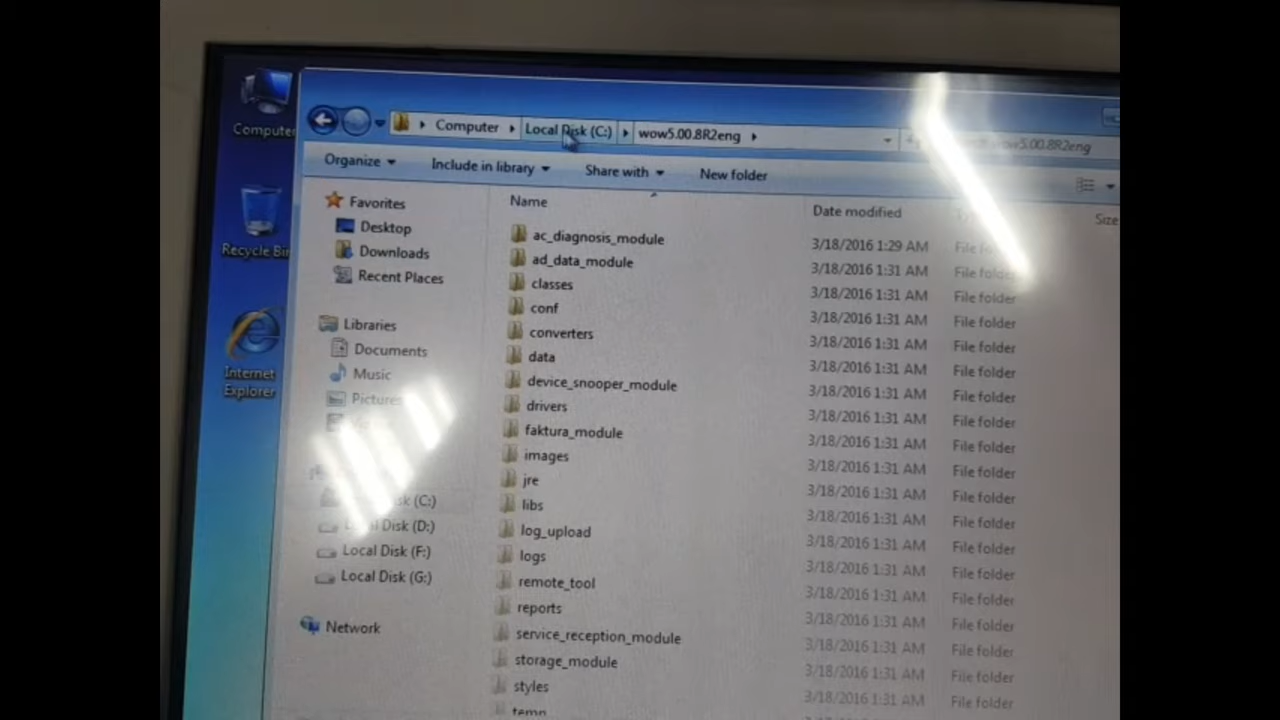 Computer
Recycle Bin
Internet
Explorer
Computer
Local Disk (C:)
wow5.00.8R2eng
wow5.00.8R2eng
Organize
Include in library
Share with
New folder
Favorites
Desktop
Downloads
Recent Places
Libraries
Documents
Music
Pictures
sk (C:)
Local Disk (D:)
Local Disk (F:)
Local Disk (G:)
Network
Name
Date modified
Size
ac_diagnosis_module 3/18/2016 1:29 AM
ad_data_module 3/18/2016 1:31 AM File folder
classes 3/18/2016 1:31 AM File folder
conf 3/18/2016 1:31 AM File folder
converters 3/18/2016 1:31 AM File folder
data 3/18/2016 1:31 AM File folder
device_snooper_module 3/18/2016 1:31 AM File folder
drivers 3/18/2016 1:31 AM File folder
faktura_module 3/18/2016 1:31 AM File folder
images 3/18/2016 1:31 AM File folder
jre 3/18/2016 1:31 AM File folder
libs 3/18/2016 1:31 AM File folder
log_upload 3/18/2016 1:31 AM File folder
logs 3/18/2016 1:31 AM File folder
remote_tool 3/18/2016 1:31 AM File folder
reports 3/18/2016 1:31 AM File folder
service_reception_module 3/18/2016 1:31 AM File folder
storage_module 3/18/2016 1:31 AM File folder
styles 3/18/2016 1:31 AM File folder
temp